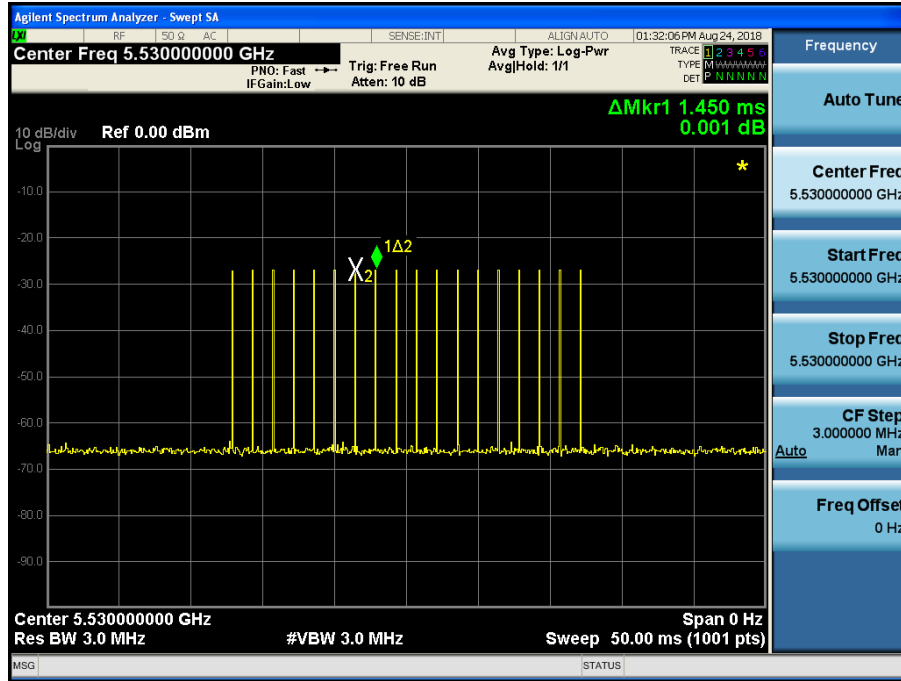 Agilent Spectrum Analyzer - Swept SA
LXI RF 50 Ω AC SENSE:INT ALIGN AUTO 01:32:06 PM Aug 24, 2018
Center Freq 5.530000000 GHz
PNO: Fast
IFGain:Low
Trig: Free Run
Atten: 10 dB
Avg Type: Log-Pwr
Avg|Hold: 1/1
TRACE 1 2 3 4 5 6
TYPE M WWWWW
DET P N N N N N
ΔMkr1 1.450 ms
0.001 dB
10 dB/div Ref 0.00 dBm
Log
*
-10.0
-20.0
-30.0
-40.0
-50.0
-60.0
-70.0
-80.0
-90.0
1Δ2
X2
Center 5.530000000 GHz Span 0 Hz
Res BW 3.0 MHz #VBW 3.0 MHz Sweep 50.00 ms (1001 pts)
MSG STATUS
Frequency
Auto Tune
Center Freq
5.530000000 GHz
Start Freq
5.530000000 GHz
Stop Freq
5.530000000 GHz
CF Step
3.000000 MHz
Auto Man
Freq Offset
0 Hz